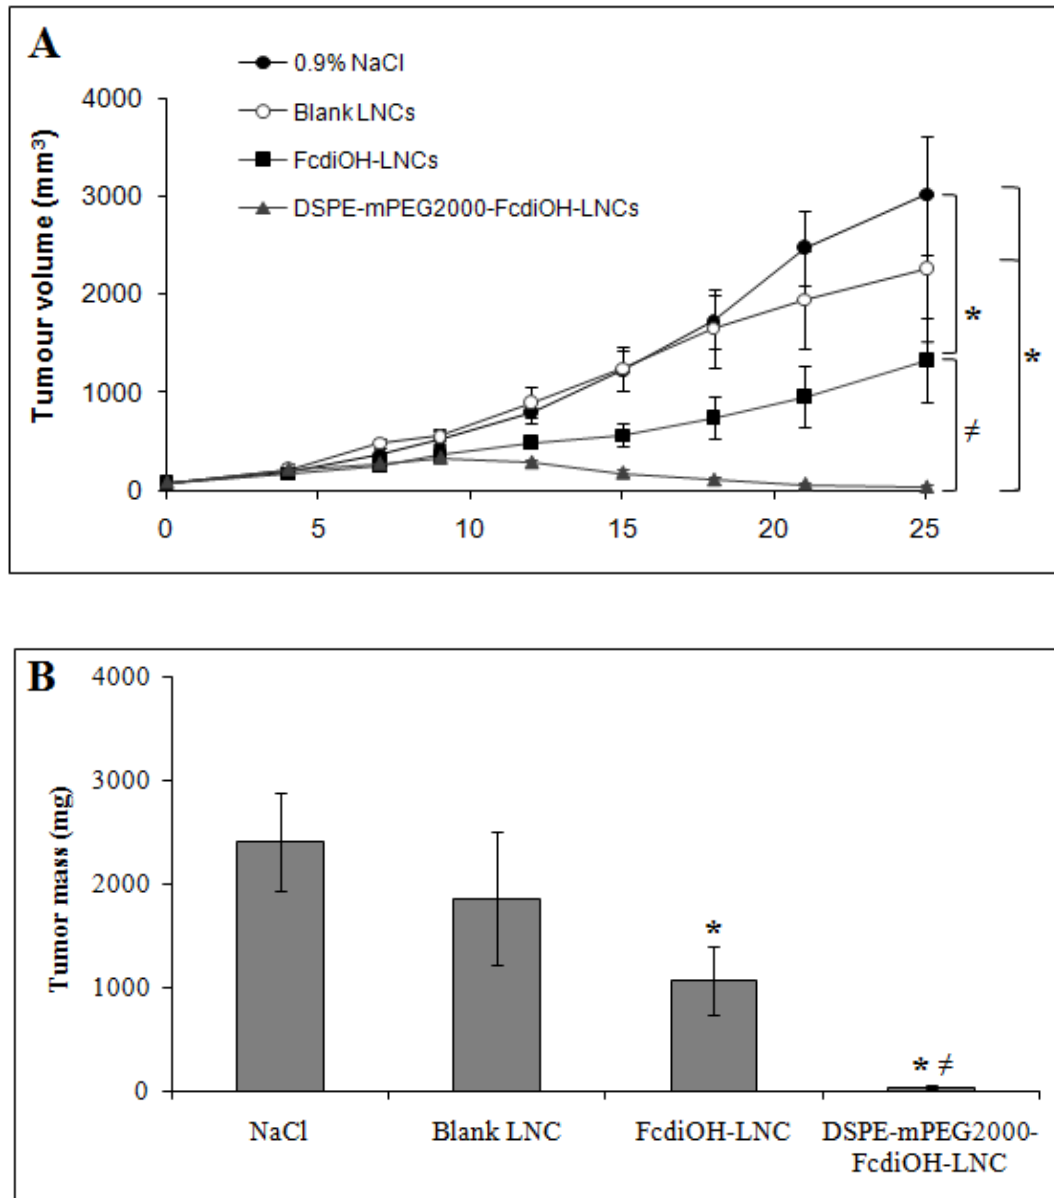 A
0.9% NaCl
Blank LNCs
FcdiOH-LNCs
DSPE-mPEG2000-FcdiOH-LNCs
Tumour volume (mm³)
4000
3000
2000
1000
0
0 5 10 15 20 25
*
*
≠
B
Tumor mass (mg)
4000
3000
2000
1000
0
*
* ≠
NaCl Blank LNC FcdiOH-LNC DSPE-mPEG2000-
FcdiOH-LNC